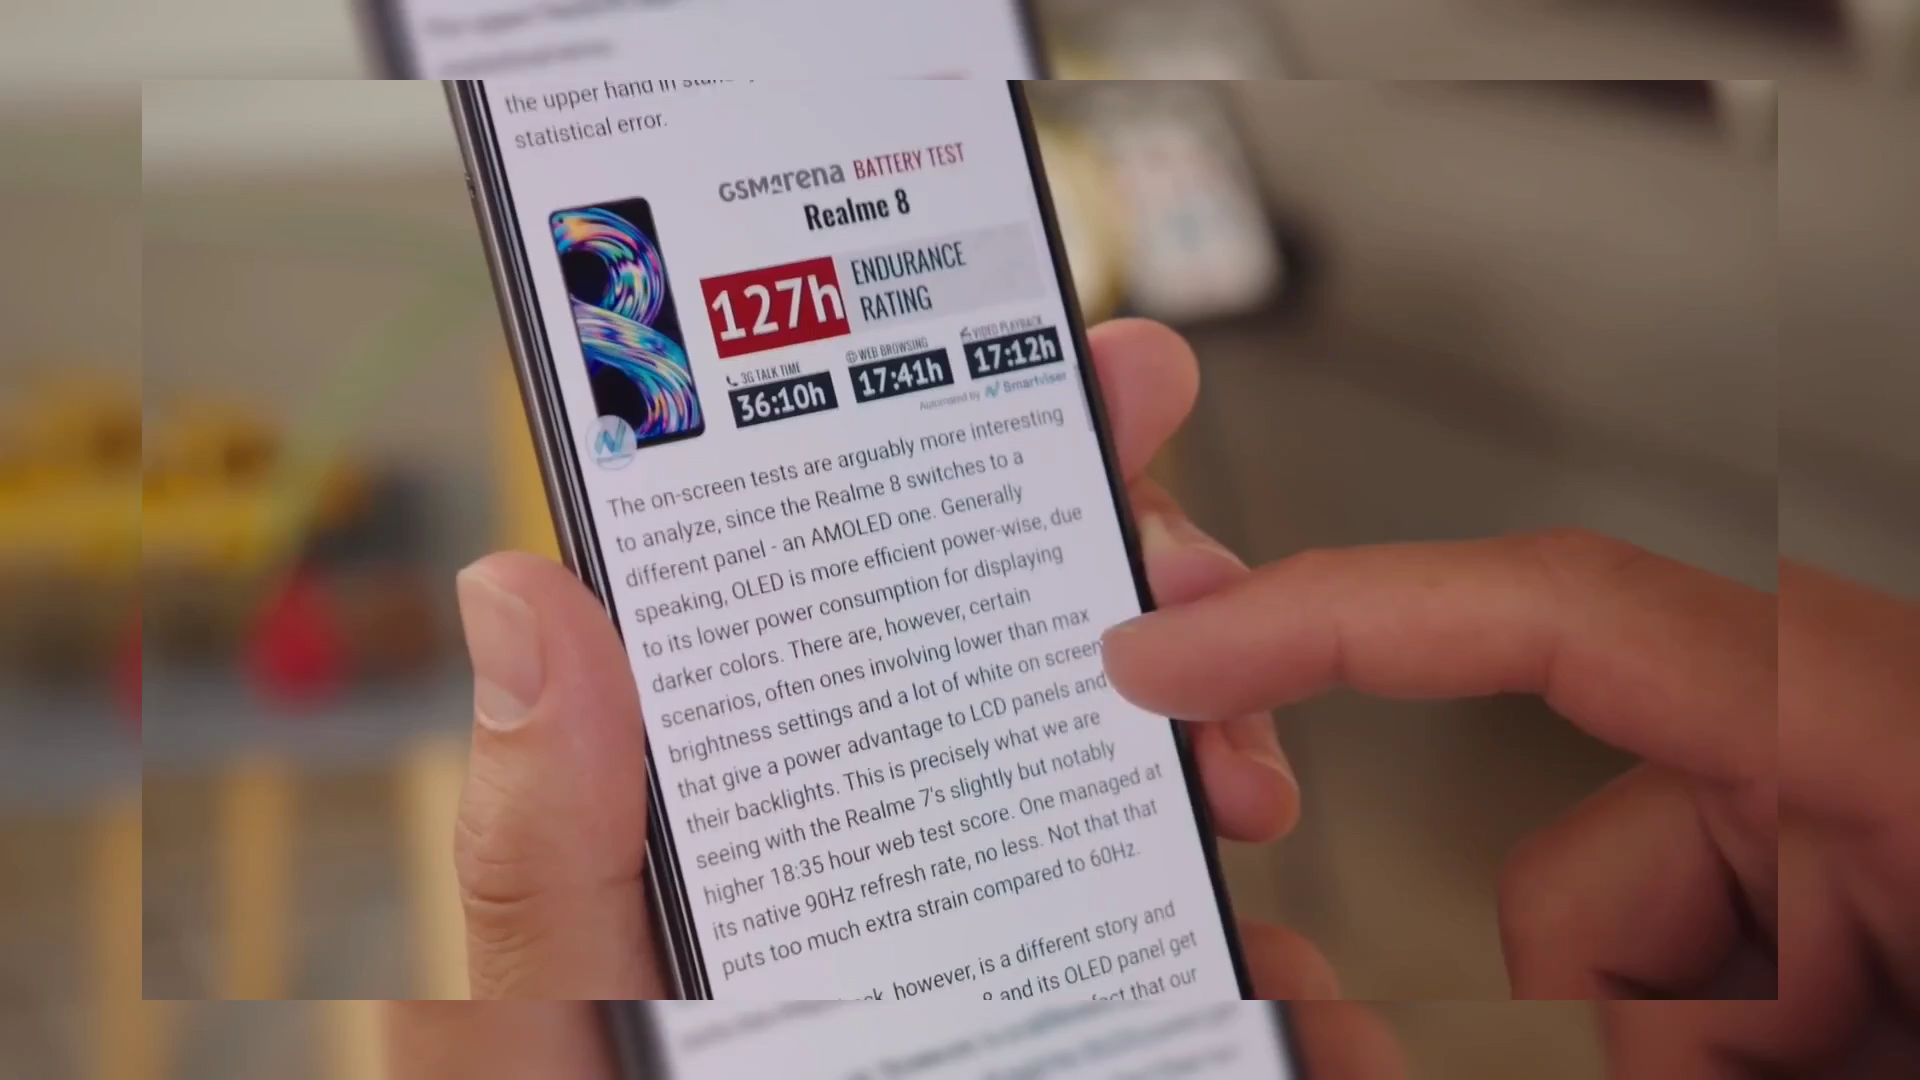 the upper hand in
statistical error.
GSMArena BATTERY TEST
Realme 8
127h
ENDURANCE
RATING
3G TALK TIME
36:10h
WEB BROWSING
17:41h
VIDEO PLAYBACK
17:12h
Automated by Smartviser
The on-screen tests are arguably more interesting
to analyze, since the Realme 8 switches to a
different panel - an AMOLED one. Generally
speaking, OLED is more efficient power-wise, due
to its lower power consumption for displaying
darker colors. There are, however, certain
scenarios, often ones involving lower than max
brightness settings and a lot of white on screen
that give a power advantage to LCD panels and
their backlights. This is precisely what we are
seeing with the Realme 7's slightly but notably
higher 18:35 hour web test score. One managed at
its native 90Hz refresh rate, no less. Not that that
puts too much extra strain compared to 60Hz.
however, is a different story and
8 and its OLED panel get
that our